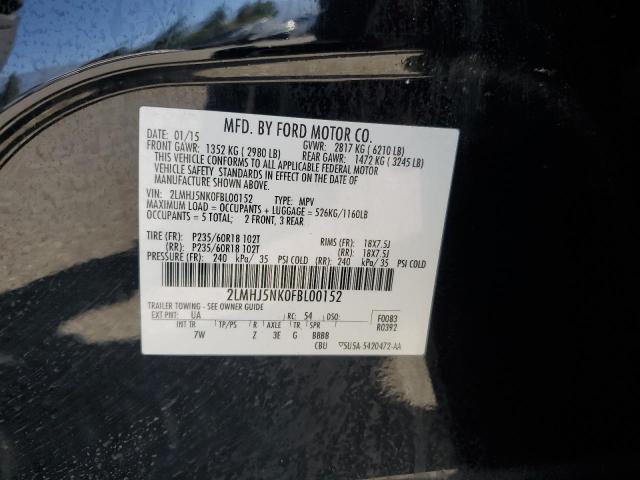 MFD. BY FORD MOTOR CO.
DATE: 01/15 GVWR: 2817 KG ( 6210 LB)
FRONT GAWR: 1352 KG ( 2980 LB) REAR GAWR: 1472 KG ( 3245 LB)
THIS VEHICLE CONFORMS TO ALL APPLICABLE FEDERAL MOTOR
VEHICLE SAFETY STANDARDS IN EFFECT ON THE DATE OF
MANUFACTURE SHOWN ABOVE.
VIN: 2LMHJ5NK0FBL00152 TYPE: MPV
MAXIMUM LOAD = OCCUPANTS + LUGGAGE = 526KG/1160LB
OCCUPANTS = 5 TOTAL; 2 FRONT, 3 REAR
TIRE (FR): P235/60R18 102T RIMS (FR): 18X7.5J
(RR): P235/60R18 102T (RR): 18X7.5J
PRESSURE (FR): 240 kPa/ 35 PSI COLD (RR): 240 kPa/ 35 PSI COLD
2LMHJ5NK0FBL00152
TRAILER TOWING - SEE OWNER GUIDE
EXT PNT: UA RC: 54 DSO: F0083
INT TR TP/PS R AXLE TR SPR R0392
7W Z 3E G BBBB
CBU 5U5A-5420472-AA